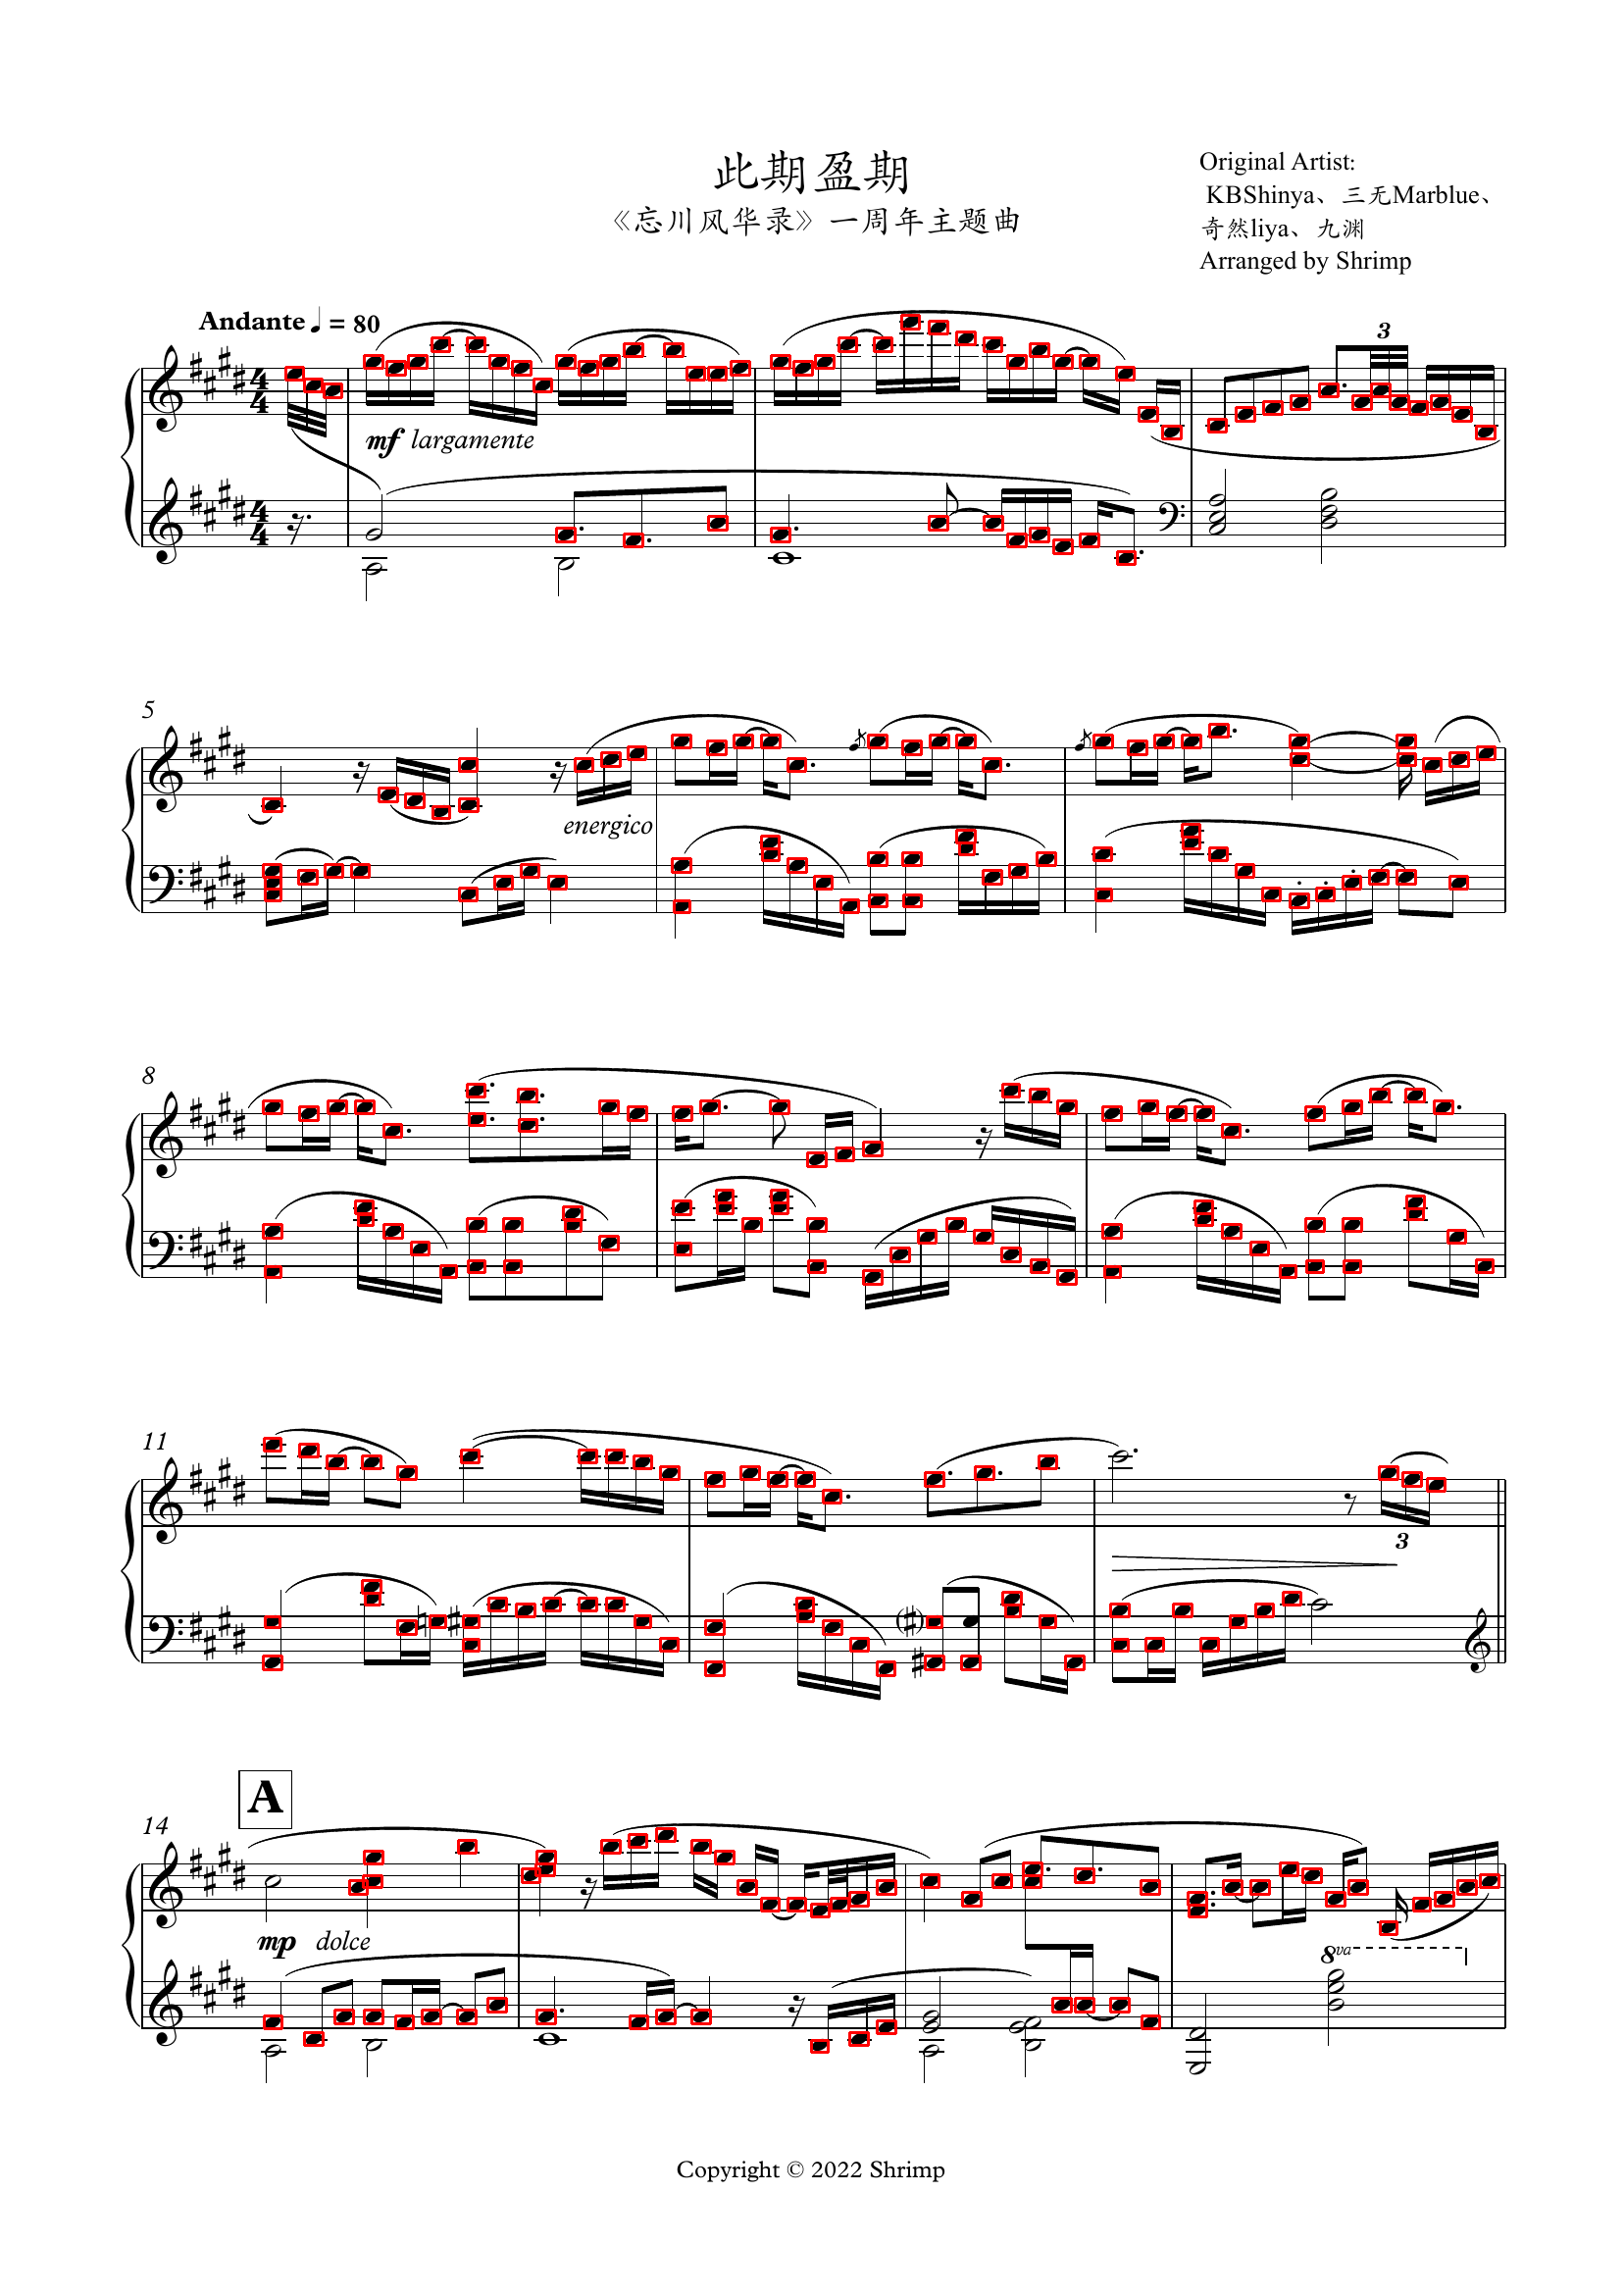 此期盈期
《忘川风华录》一周年主题曲
Original Artist:
KBShinya、三无Marblue、
奇然liya、九渊
Arranged by Shrimp
Andante ♩ = 80
3
4
4
mf largamente
4
4
5
energico
8
11
3
A
14
mp dolce
8va
Copyright © 2022 Shrimp